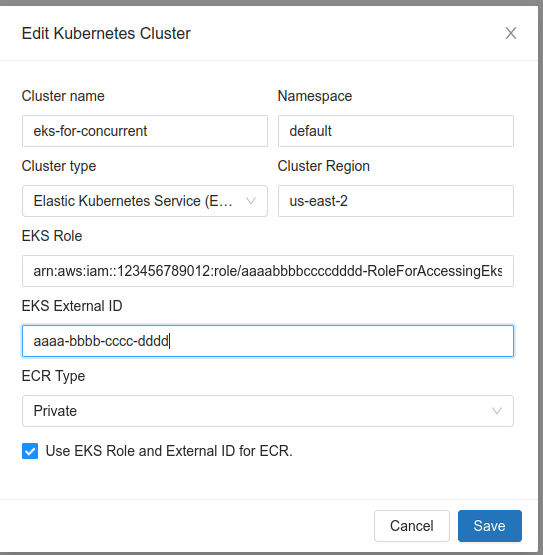 Edit Kubernetes Cluster
Cluster name Namespace
eks-for-concurrent default
Cluster type Cluster Region
Elastic Kubernetes Service (E... us-east-2
EKS Role
arn:aws:iam::123456789012:role/aaaabbbbccccdddd-RoleForAccessingEks
EKS External ID
aaaa-bbbb-cccc-dddd
ECR Type
Private
Use EKS Role and External ID for ECR.
Cancel Save